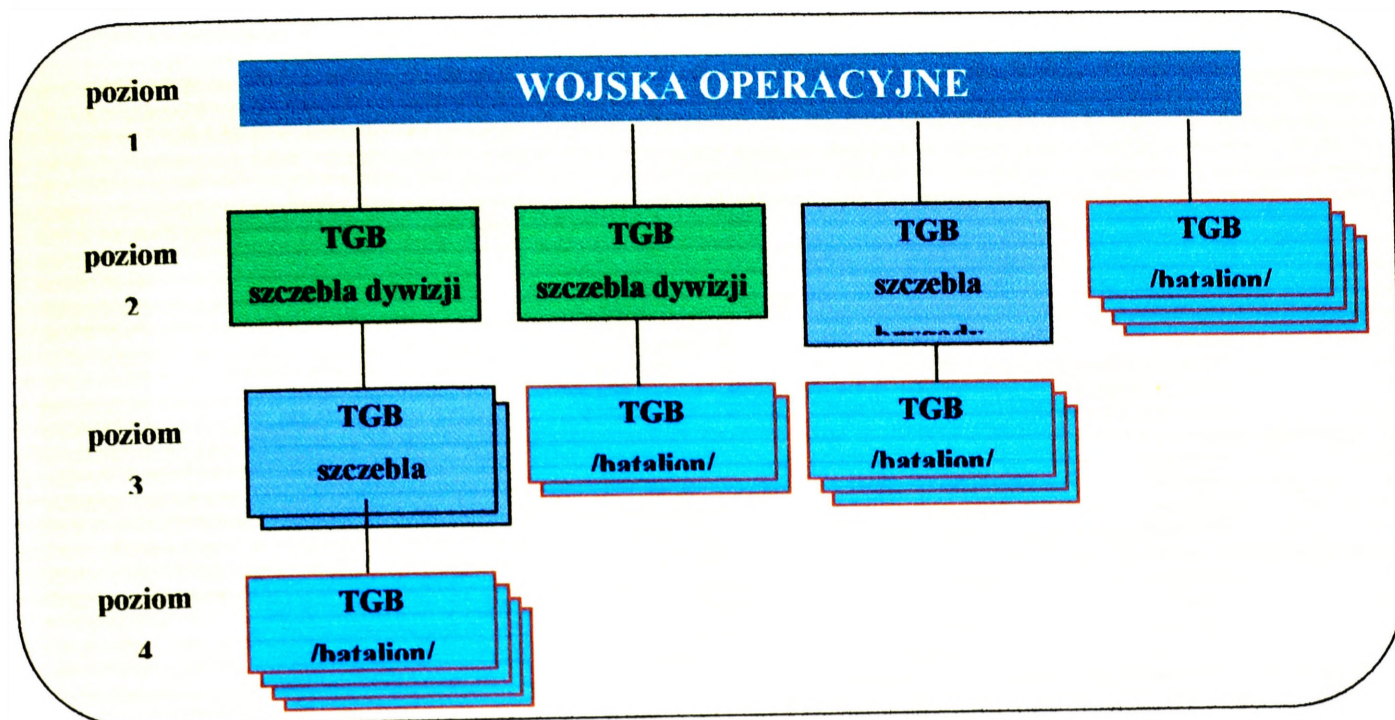 WOJSKA OPERACYJNE
poziom
1
TGB
szczebla dywizji
TGB
szczebla dywizji
TGB
szczebla
TGB
/batalion/
poziom
2
TGB
szczebla
TGB
/batalion/
TGB
/batalion/
poziom
3
TGB
/batalion/
poziom
4